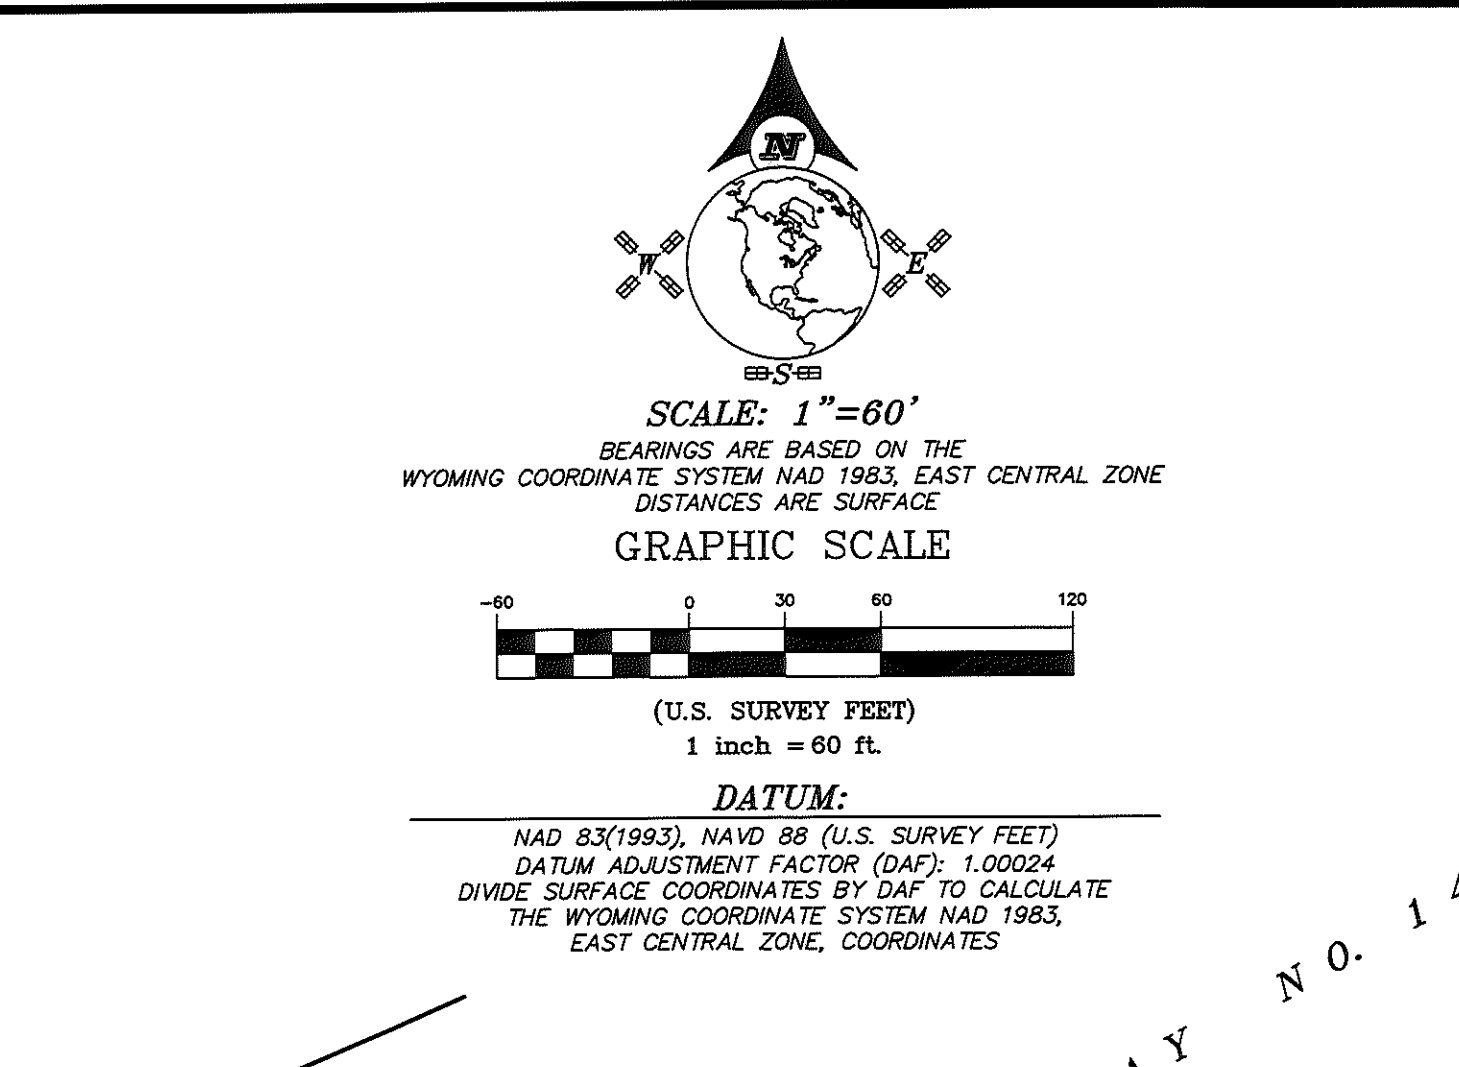 N
W E
S
SCALE: 1"=60'
BEARINGS ARE BASED ON THE
WYOMING COORDINATE SYSTEM NAD 1983, EAST CENTRAL ZONE
DISTANCES ARE SURFACE
GRAPHIC SCALE
-60 0 30 60 120
(U.S. SURVEY FEET)
1 inch = 60 ft.
DATUM:
NAD 83(1993), NAVD 88 (U.S. SURVEY FEET)
DATUM ADJUSTMENT FACTOR (DAF): 1.00024
DIVIDE SURFACE COORDINATES BY DAF TO CALCULATE
THE WYOMING COORDINATE SYSTEM NAD 1983,
EAST CENTRAL ZONE, COORDINATES
AY NO. 1